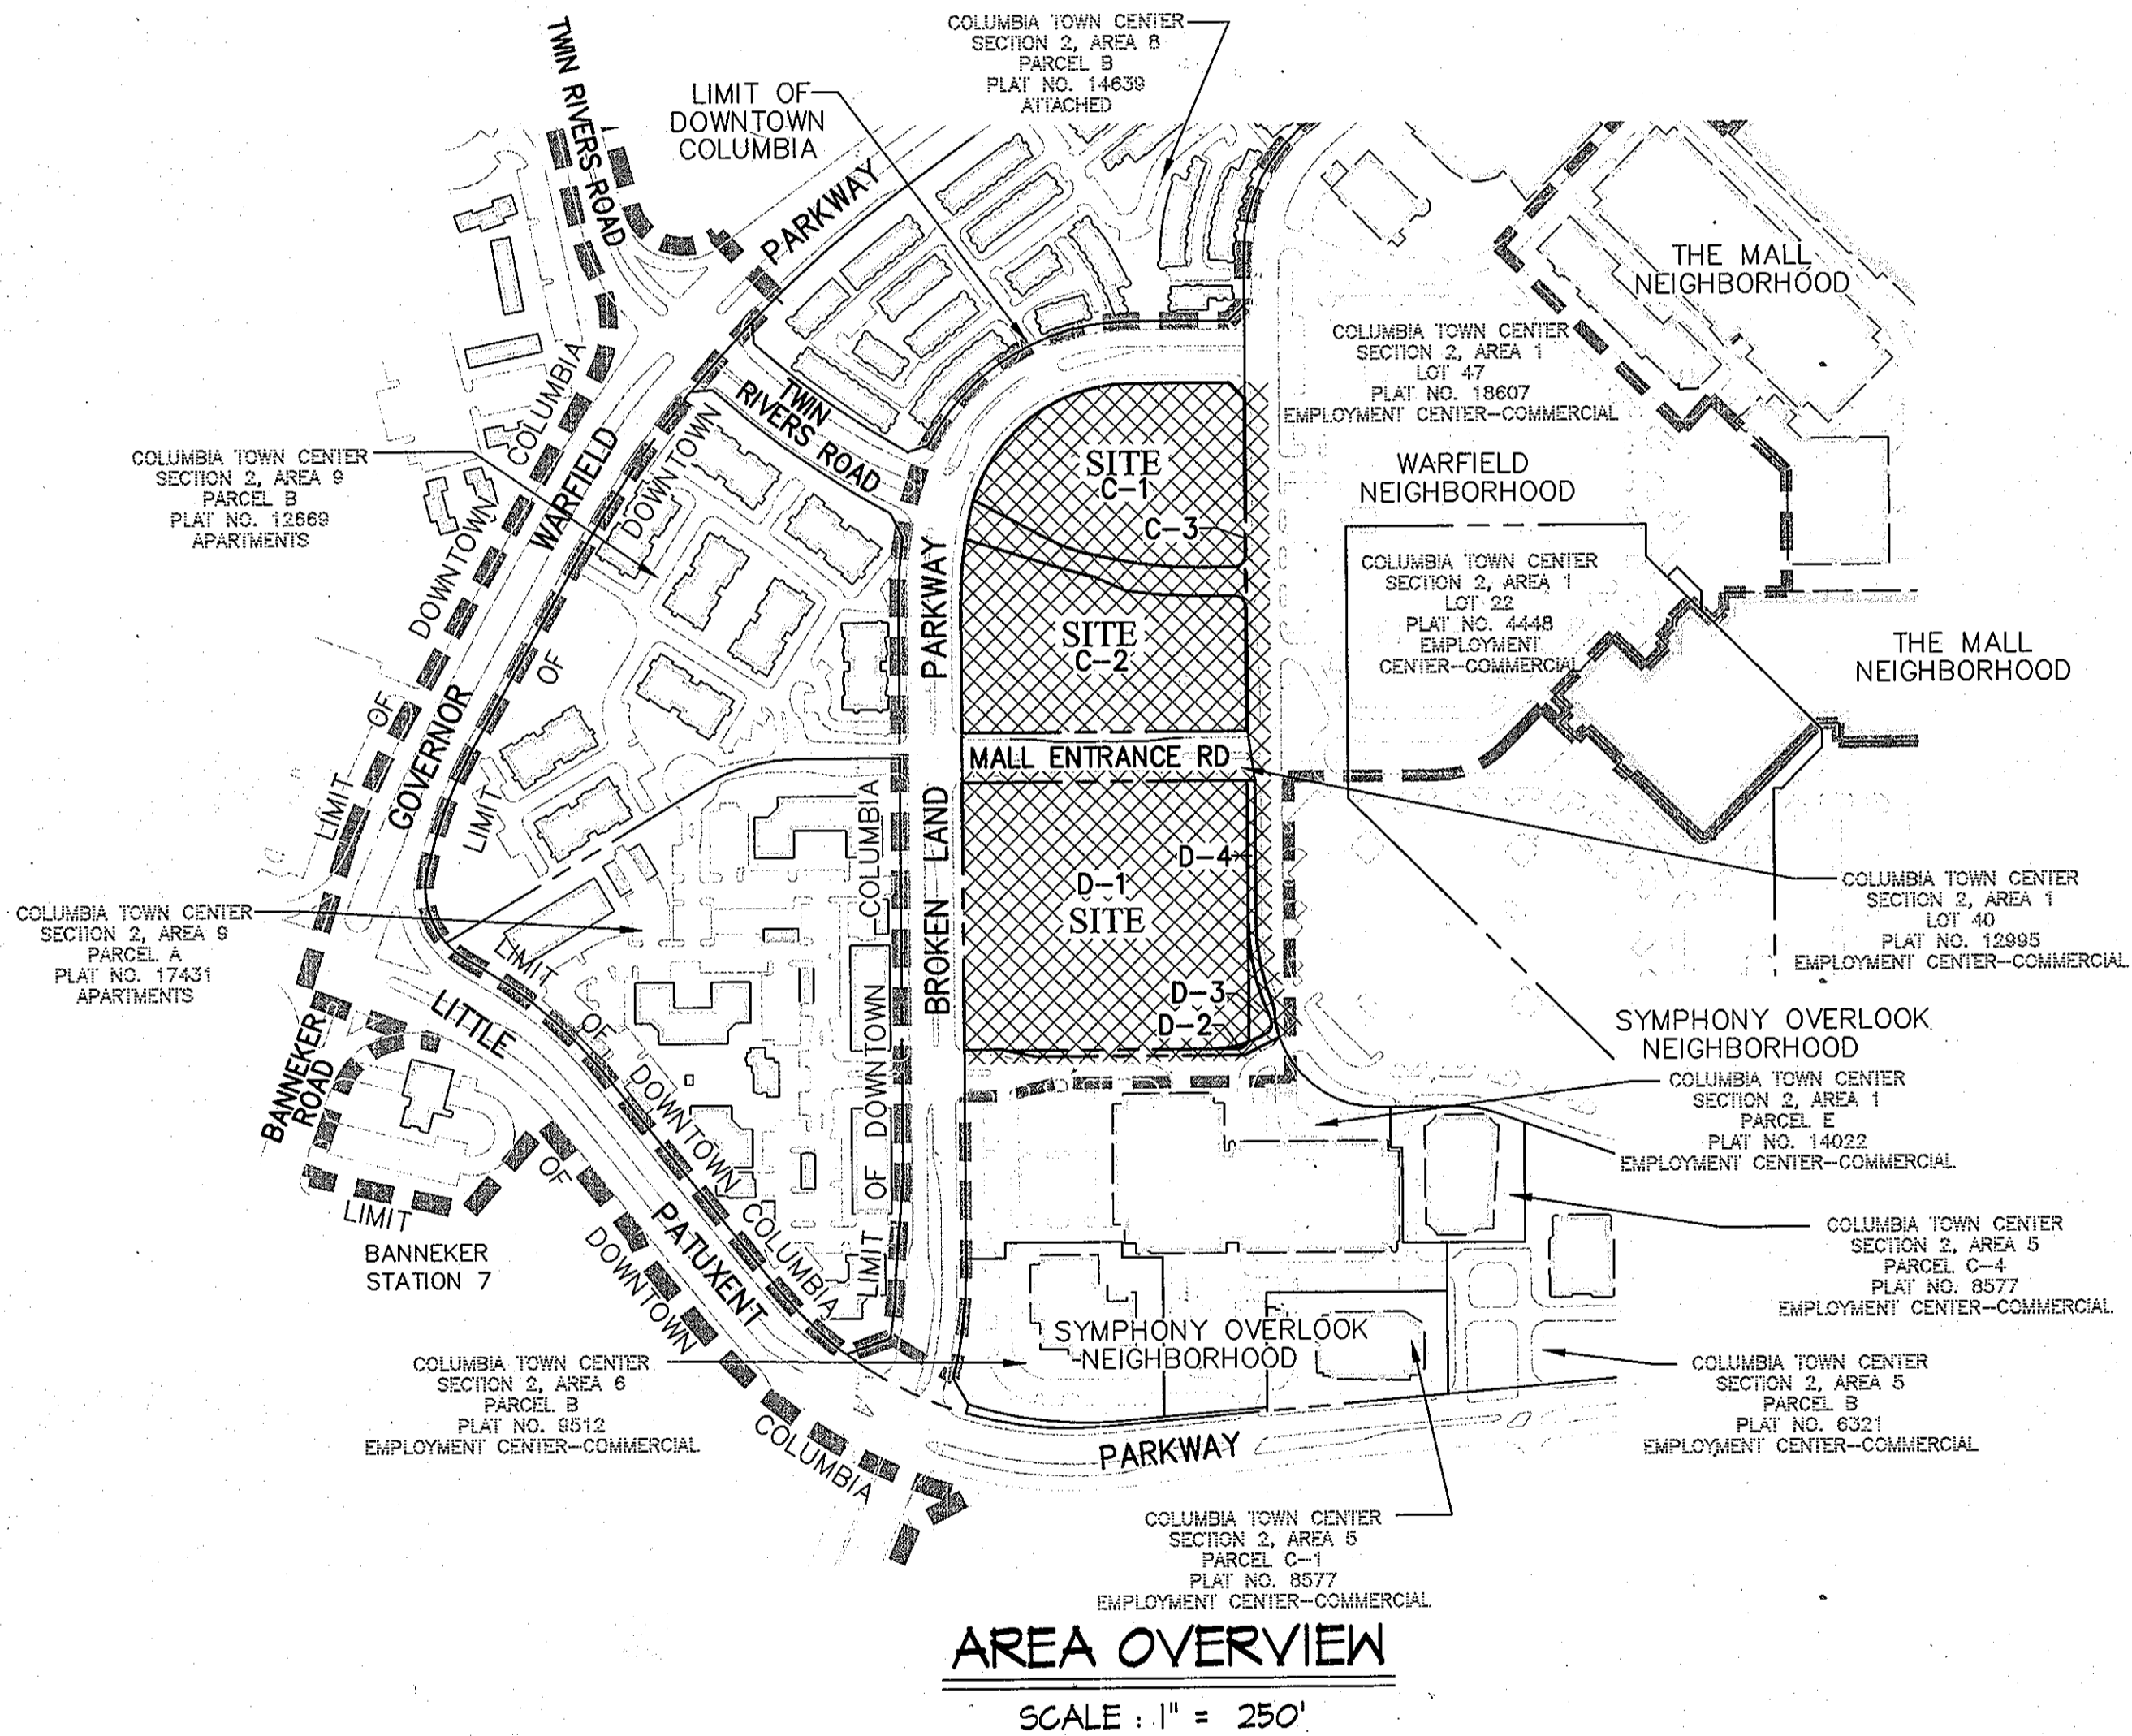 COLUMBIA TOWN CENTER
SECTION 2, AREA 8
PARCEL B
PLAT NO. 14639
ATTACHED
LIMIT OF
DOWNTOWN
COLUMBIA
TWIN RIVERS ROAD
PARKWAY
THE MALL
NEIGHBORHOOD
COLUMBIA TOWN CENTER
SECTION 2, AREA 1
LOT 47
PLAT NO. 18607
EMPLOYMENT CENTER-COMMERCIAL
TWIN
RIVERS ROAD
COLUMBIA TOWN CENTER
SECTION 2, AREA 9
PARCEL B
PLAT NO. 12669
APARTMENTS
LIMIT OF DOWNTOWN COLUMBIA
GOVERNOR WARFIELD
LIMIT OF DOWNTOWN
SITE
C-1
C-3
WARFIELD
NEIGHBORHOOD
COLUMBIA TOWN CENTER
SECTION 2, AREA 1
LOT 22
PLAT NO. 4448
EMPLOYMENT
CENTER-COMMERCIAL
SITE
C-2
THE MALL
NEIGHBORHOOD
BROKEN LAND PARKWAY
MALL ENTRANCE RD
D-4
D-1
SITE
D-3
D-2
COLUMBIA TOWN CENTER
SECTION 2, AREA 1
LOT 40
PLAT NO. 12995
EMPLOYMENT CENTER-COMMERCIAL
COLUMBIA TOWN CENTER
SECTION 2, AREA 9
PARCEL A
PLAT NO. 17431
APARTMENTS
LIMIT OF DOWNTOWN COLUMBIA
LIMIT OF DOWNTOWN COLUMBIA
LITTLE PATUXENT
PARKWAY
BANNEKER
ROAD
SYMPHONY OVERLOOK
NEIGHBORHOOD
COLUMBIA TOWN CENTER
SECTION 2, AREA 1
PARCEL E
PLAT NO. 14022
EMPLOYMENT CENTER-COMMERCIAL
LIMIT OF DOWNTOWN COLUMBIA
BANNEKER
STATION 7
COLUMBIA TOWN CENTER
SECTION 2, AREA 5
PARCEL C-4
PLAT NO. 8577
EMPLOYMENT CENTER-COMMERCIAL
SYMPHONY OVERLOOK
NEIGHBORHOOD
COLUMBIA TOWN CENTER
SECTION 2, AREA 6
PARCEL B
PLAT NO. 9512
EMPLOYMENT CENTER-COMMERCIAL
COLUMBIA TOWN CENTER
SECTION 2, AREA 5
PARCEL B
PLAT NO. 6321
EMPLOYMENT CENTER-COMMERCIAL
COLUMBIA TOWN CENTER
SECTION 2, AREA 5
PARCEL C-1
PLAT NO. 8577
EMPLOYMENT CENTER-COMMERCIAL
AREA OVERVIEW
SCALE : 1" = 250'